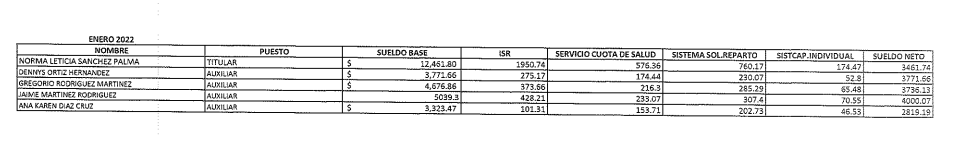 ENERO 2022
NOMBRE PUESTO SUELDO BASE ISR SERVICIO CUOTA DE SALUD SISTEMA SOL.REPARTO SISTCAP.INDIVIDUAL SUELDO NETO
NORMA LETICIA SANCHEZ PALMA TITULAR $ 12,461.80 1950.74 576.36 760.17 174.47 3461.74
DENNYS ORTIZ HERNANDEZ AUXILIAR $ 3,771.66 275.17 174.44 230.07 52.8 3771.66
GREGORIO RODRIGUEZ MARTINEZ AUXILIAR $ 4,676.86 373.66 216.3 285.29 65.48 3736.13
JAIME MARTINEZ RODRIGUEZ AUXILIAR 5039.3 428.21 233.07 307.4 70.55 4000.07
ANA KAREN DIAZ CRUZ AUXILIAR $ 3,323.47 101.31 153.71 202.73 46.53 2819.19